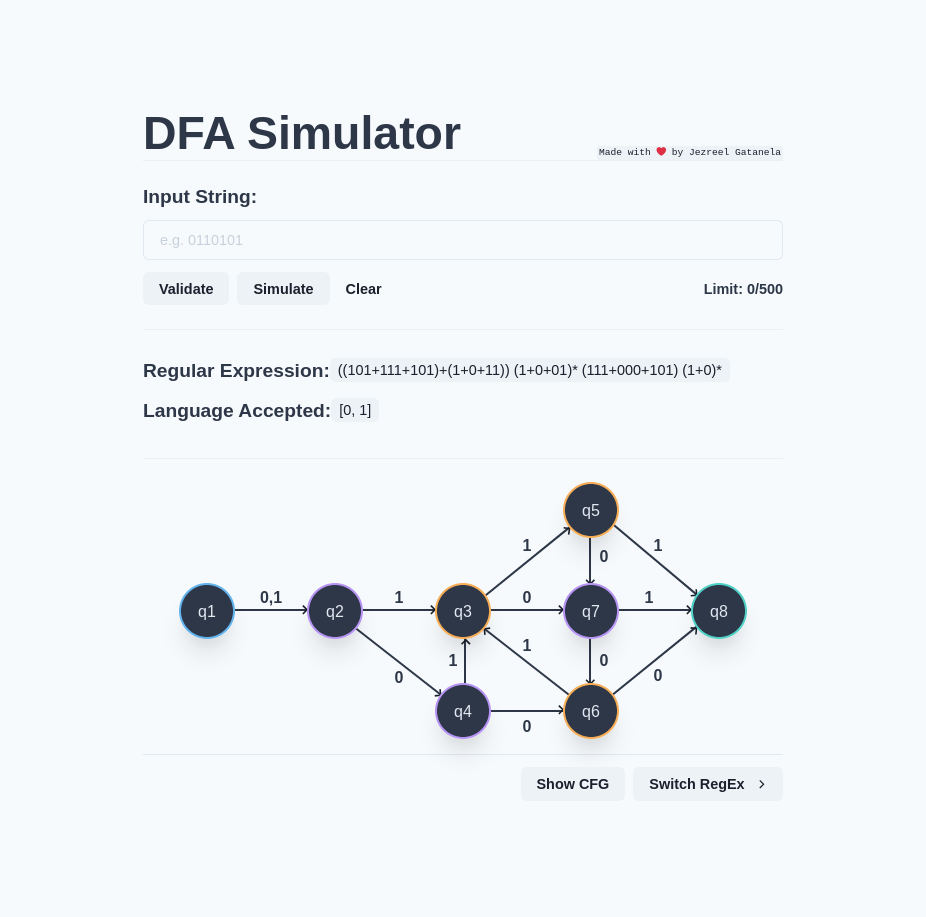 DFA Simulator
Made with ❤️ by Jezreel Gatanela
Input String:
e.g. 0110101
Validate Simulate Clear Limit: 0/500
Regular Expression: ((101+111+101)+(1+0+11)) (1+0+01)* (111+000+101) (1+0)*
Language Accepted: [0, 1]
q5
1 1
0
0,1 1 0 1
q1 q2 q3 q7 q8
1
1 0
0 0
q4 q6
0
Show CFG Switch RegEx